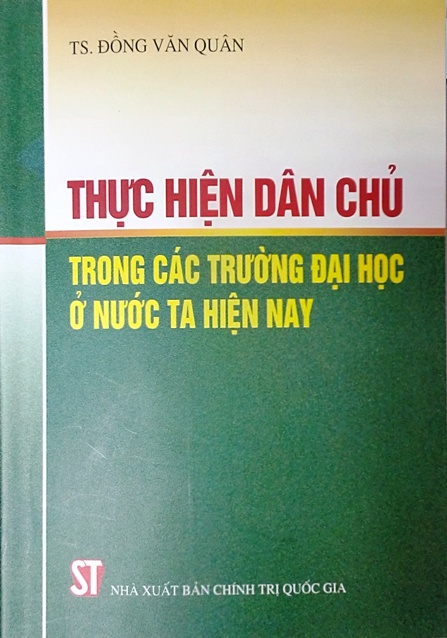 TS. ĐỒNG VĂN QUÂN
THỰC HIỆN DÂN CHỦ
TRONG CÁC TRƯỜNG ĐẠI HỌC
Ở NƯỚC TA HIỆN NAY
ST NHÀ XUẤT BẢN CHÍNH TRỊ QUỐC GIA